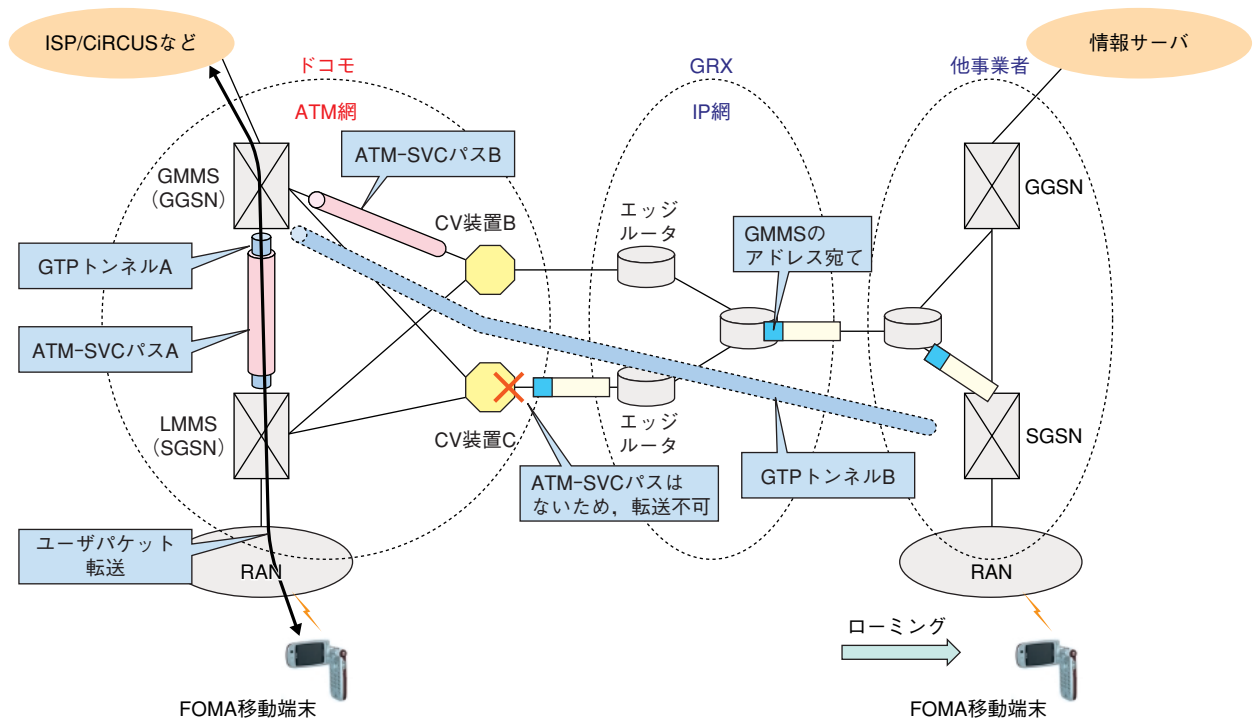 ISP/CiRCUSなど
情報サーバ
ドコモ
GRX
他事業者
ATM網
IP網
ATM-SVCパスB
GMMS
（GGSN）
GGSN
CV装置B
エッジ
ルータ
GMMSの
アドレス宛て
GTPトンネルA
ATM-SVCパスA
LMMS
（SGSN）
CV装置C
エッジ
ルータ
SGSN
ATM-SVCパスは
ないため，転送不可
GTPトンネルB
ユーザパケット
転送
RAN
RAN
ローミング
FOMA移動端末
FOMA移動端末